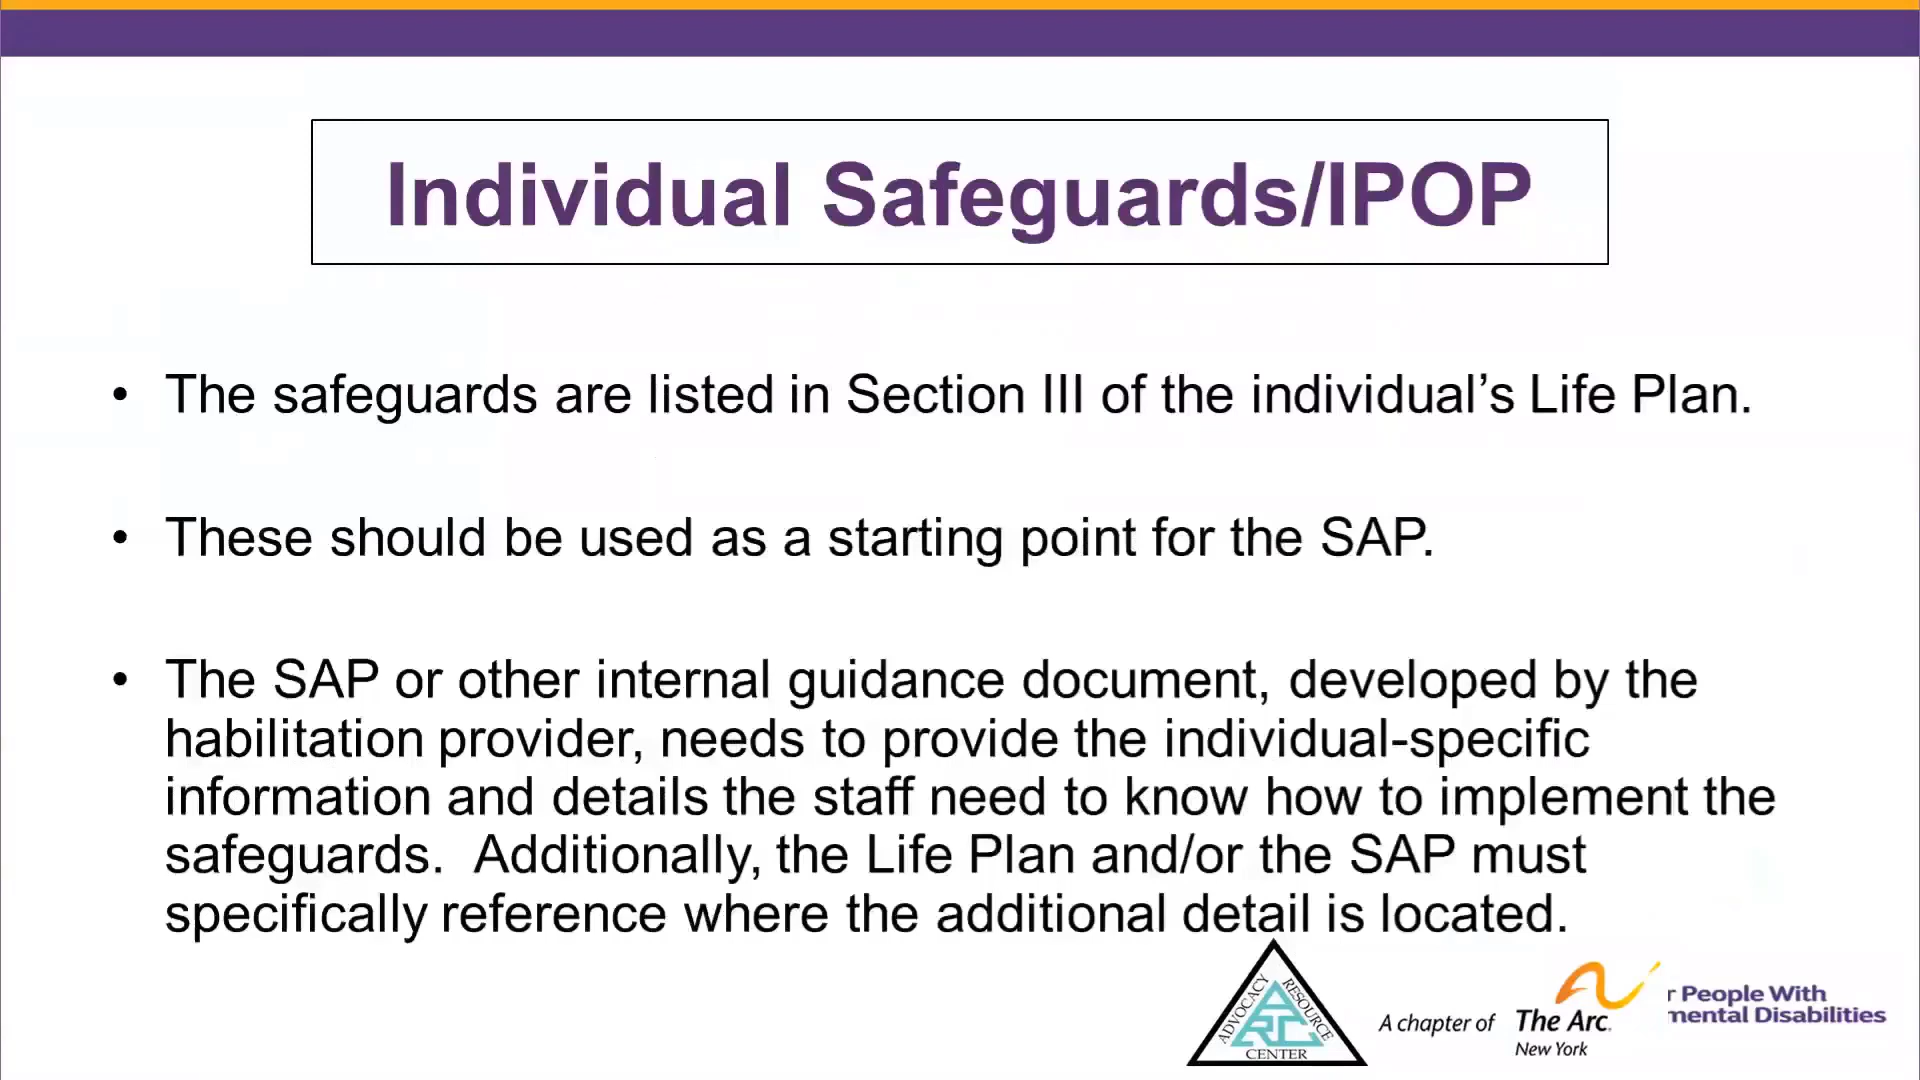 Individual Safeguards/IPOP
• The safeguards are listed in Section III of the individual’s Life Plan.
• These should be used as a starting point for the SAP.
• The SAP or other internal guidance document, developed by the
habilitation provider, needs to provide the individual-specific
information and details the staff need to know how to implement the
safeguards.  Additionally, the Life Plan and/or the SAP must
specifically reference where the additional detail is located.
ADVOCACY
RESOURCE
ARC
CENTER
A chapter of
The Arc.
New York
r People With
mental Disabilities